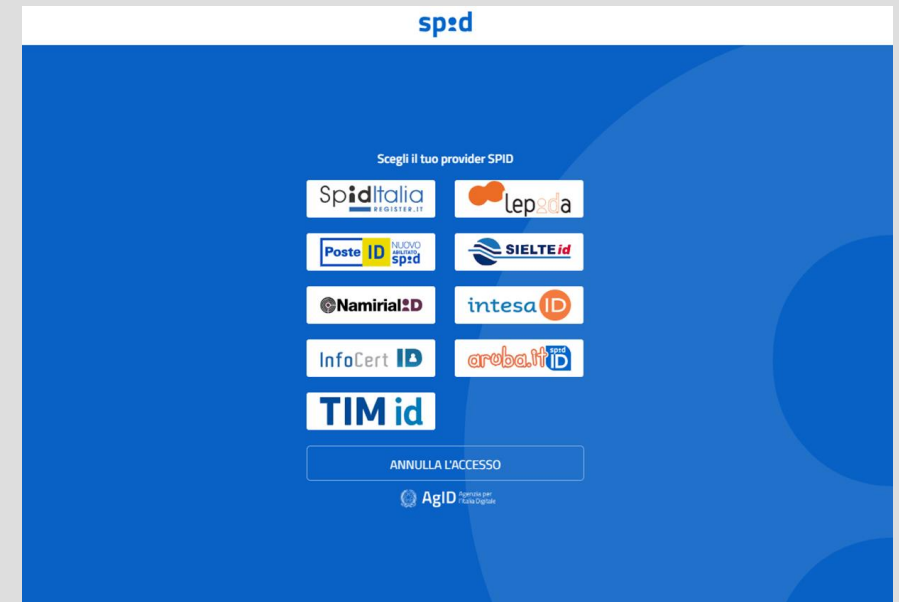 spid
Scegli il tuo provider SPID
SpidItalia
REGISTER.IT
Lepida
Poste ID NUOVO
ABILITATO
spid
SIELTE id
Namirial ID
intesa ID
InfoCert ID
aruba.it spid
ID
TIM id
ANNULLA L'ACCESSO
AgID Agenzia per
l'Italia Digitale